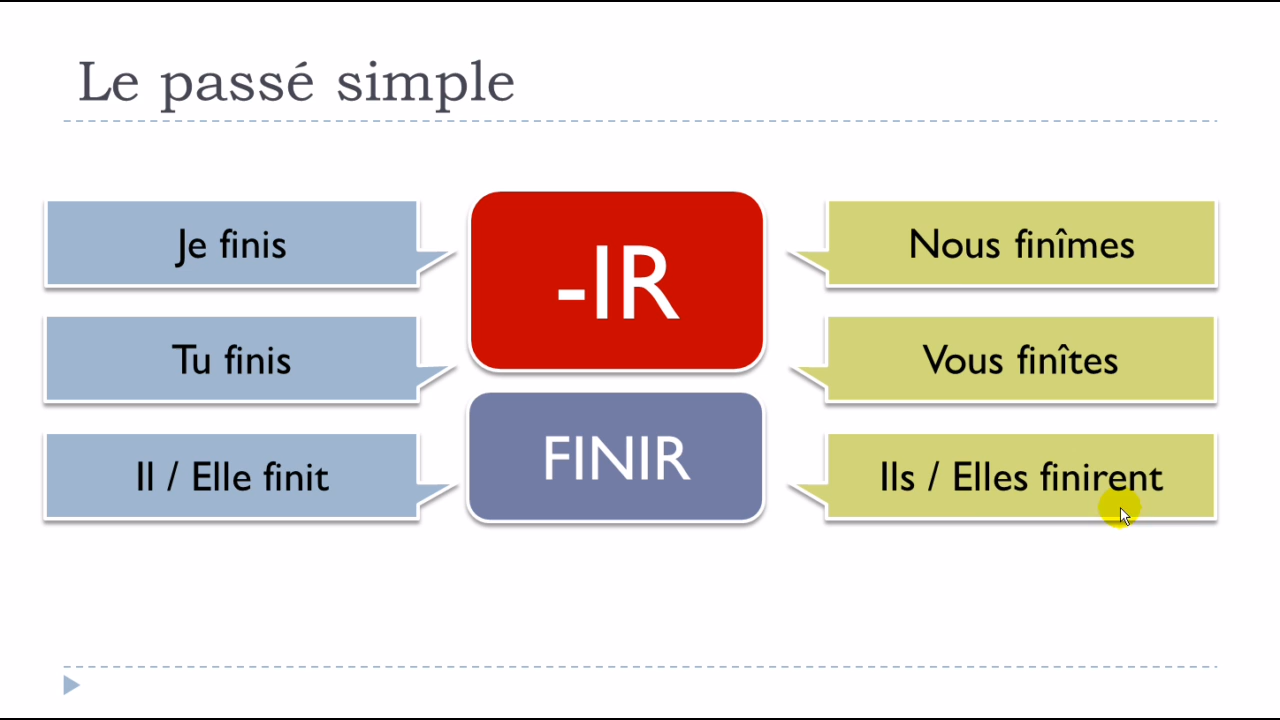 Le passé simple
Je finis
Tu finis
Il / Elle finit
-IR
FINIR
Nous finîmes
Vous finîtes
Ils / Elles finirent